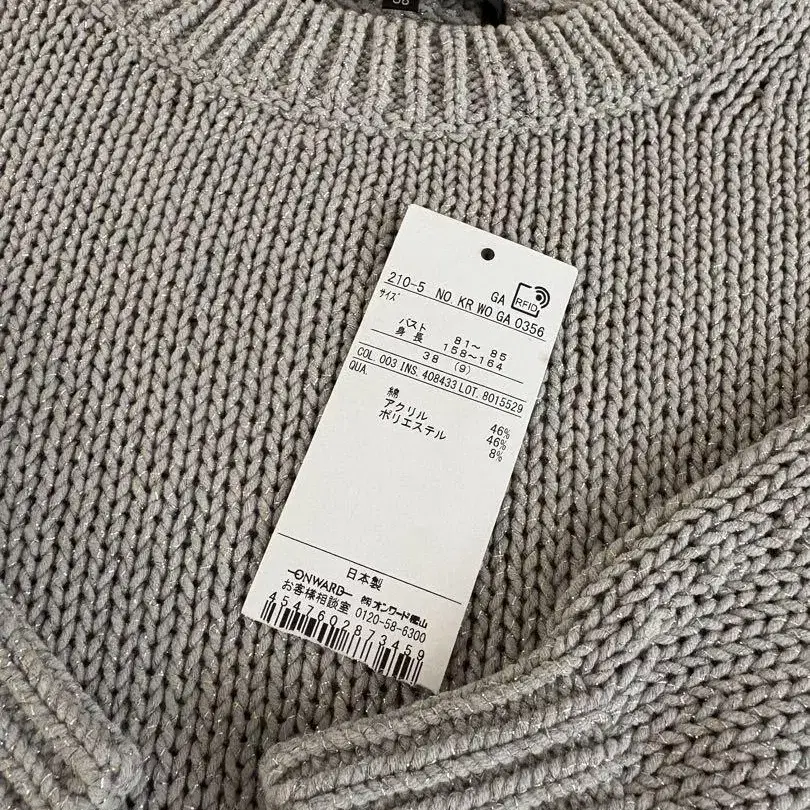 38
GA RFID
210-5 NO. KR WO GA 0356
サイズ
バスト 81〜 85
身長 158〜164
38 (9)
COL. 003 INS. 408433 LOT. 8015529
QUA.
綿 46%
アクリル 46%
ポリエステル 8%
日本製
ONWARD ㈱オンワード樫山
お客様相談室 0120-58-6300
4547602873459